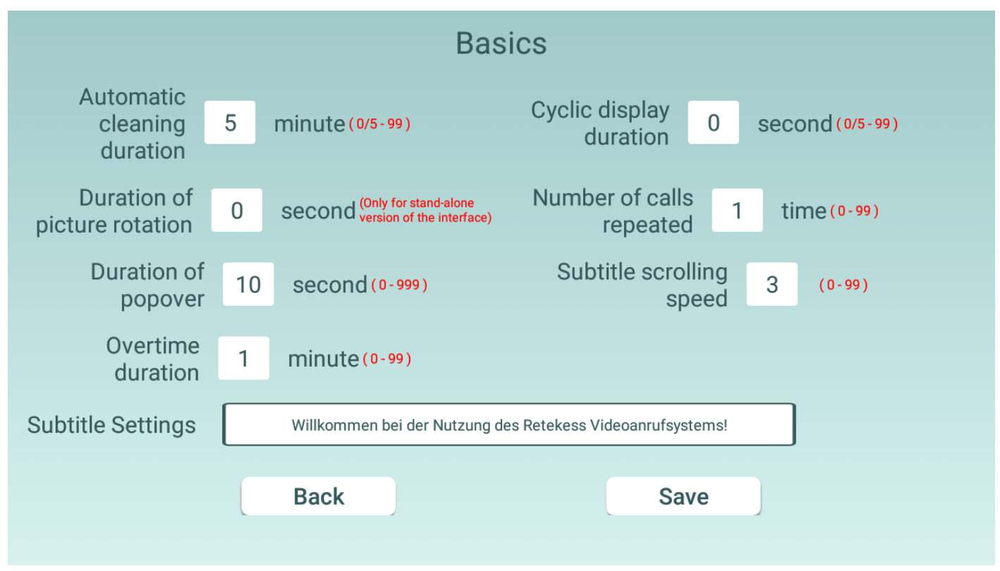 Basics
Automatic
cleaning
duration
5
minute ( 0/5 - 99 )
Cyclic display
duration
0
second ( 0/5 - 99 )
Duration of
picture rotation
0
second
(Only for stand-alone
version of the interface)
Number of calls
repeated
1
time ( 0 - 99 )
Duration of
popover
10
second ( 0 - 999 )
Subtitle scrolling
speed
3
( 0 - 99 )
Overtime
duration
1
minute ( 0 - 99 )
Subtitle Settings
Willkommen bei der Nutzung des Retekess Videoanrufsystems!
Back
Save